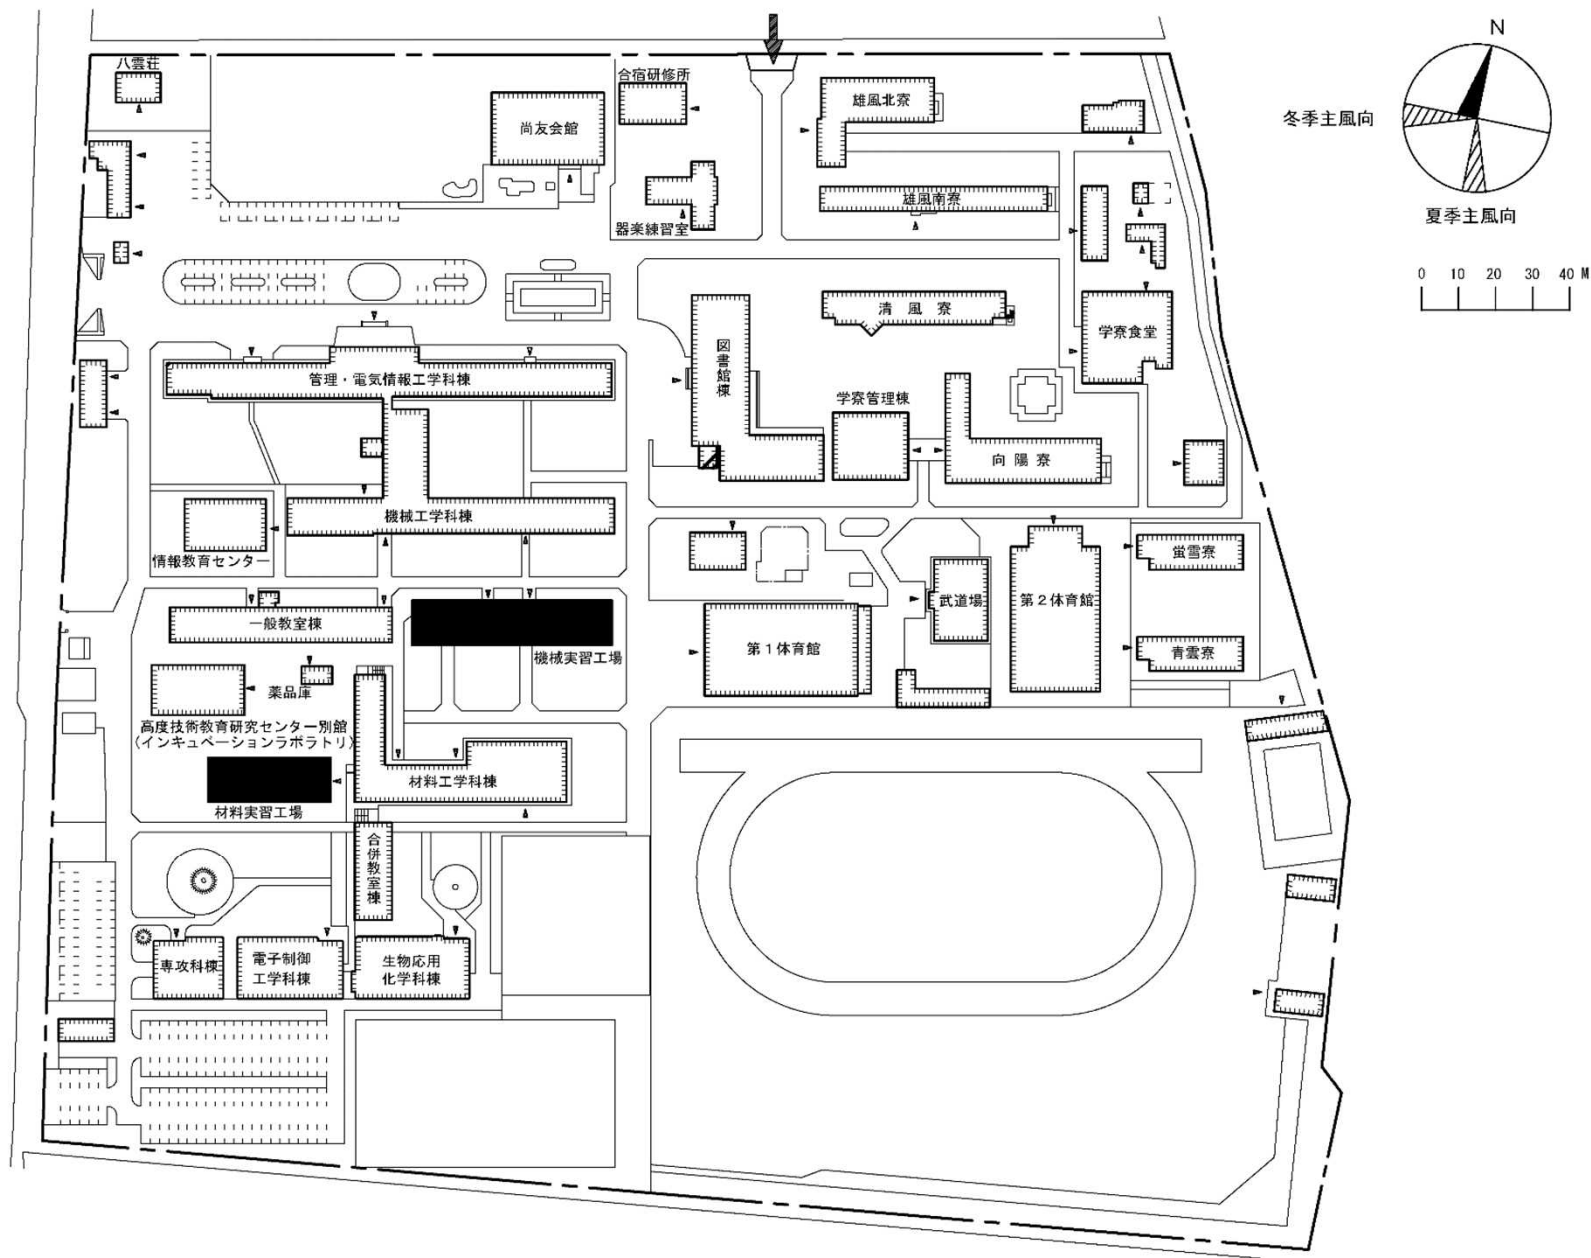 N
冬季主風向
夏季主風向
0 10 20 30 40 M
八雲荘
合宿研修所
尚友会館
雄風北寮
雄風南寮
器楽練習室
清風寮
学寮食堂
図書館棟
管理・電気情報工学科棟
学寮管理棟
向陽寮
機械工学科棟
情報教育センター
蛍雪寮
武道場
第2体育館
一般教室棟
機械実習工場
第1体育館
青雲寮
薬品庫
高度技術教育研究センター別館
(インキュベーションラボラトリ)
材料工学科棟
材料実習工場
合併教室棟
専攻科棟
電子制御
工学科棟
生物応用
化学科棟